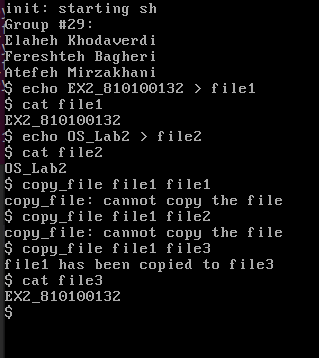 init: starting sh
Group #29:
Elaheh Khodaverdi
Fereshteh Bagheri
Atefeh Mirzakhani
$ echo EX2_810100132 > file1
$ cat file1
EX2_810100132
$ echo OS_Lab2 > file2
$ cat file2
OS_Lab2
$ copy_file file1 file1
copy_file: cannot copy the file
$ copy_file file1 file2
copy_file: cannot copy the file
$ copy_file file1 file3
file1 has been copied to file3
$ cat file3
EX2_810100132
$